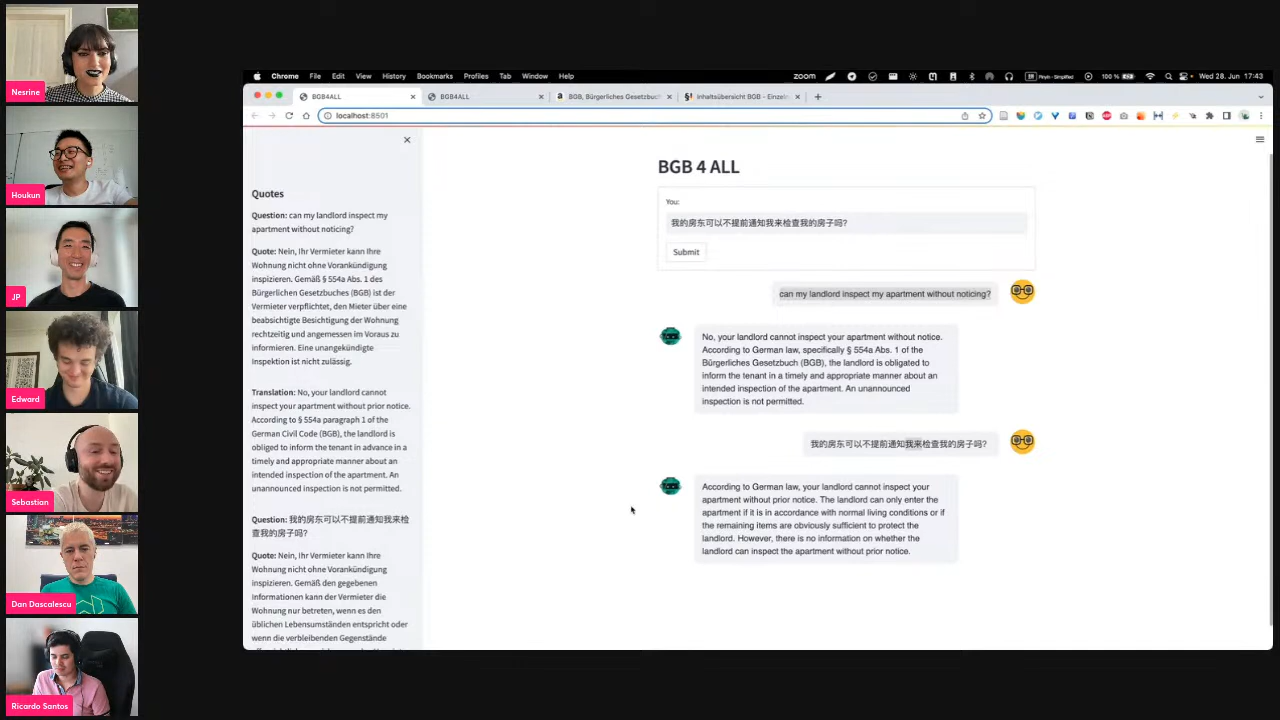 Nesrine
Houkun
JP
Edward
Sebastian
Dan Dascalescu
Ricardo Santos
Chrome File Edit View History Bookmarks Profiles Tab Window Help
zoom
100 %
Wed 28. Jun 17:43
BGB4ALL
BGB4ALL
BGB, Bürgerliches Gesetzbuch
Inhaltsübersicht BGB - Einzel
localhost:8501
Quotes
Question: can my landlord inspect my
apartment without noticing?
Quote: Nein, Ihr Vermieter kann Ihre
Wohnung nicht ohne Vorankündigung
inspizieren. Gemäß § 554a Abs. 1 des
Bürgerlichen Gesetzbuches (BGB) ist der
Vermieter verpflichtet, den Mieter über eine
beabsichtigte Besichtigung der Wohnung
rechtzeitig und angemessen im Voraus zu
informieren. Eine unangekündigte
Inspektion ist nicht zulässig.
Translation: No, your landlord cannot
inspect your apartment without prior notice.
According to § 554a paragraph 1 of the
German Civil Code (BGB), the landlord is
obliged to inform the tenant in advance in a
timely and appropriate manner about an
intended inspection of the apartment. An
unannounced inspection is not permitted.
Question: 我的房东可以不提前通知我来检
查我的房子吗?
Quote: Nein, Ihr Vermieter kann Ihre
Wohnung nicht ohne Vorankündigung
inspizieren. Gemäß den gegebenen
Informationen kann der Vermieter die
Wohnung nur betreten, wenn es den
üblichen Lebensumständen entspricht oder
wenn die verbleibenden Gegenstände
BGB 4 ALL
You:
我的房东可以不提前通知我来检查我的房子吗?
Submit
can my landlord inspect my apartment without noticing?
No, your landlord cannot inspect your apartment without notice.
According to German law, specifically § 554a Abs. 1 of the
Bürgerliches Gesetzbuch (BGB), the landlord is obligated to
inform the tenant in a timely and appropriate manner about an
intended inspection of the apartment. An unannounced
inspection is not permitted.
我的房东可以不提前通知我来检查我的房子吗?
According to German law, your landlord cannot inspect your
apartment without prior notice. The landlord can only enter the
apartment if it is in accordance with normal living conditions or if
the remaining items are obviously sufficient to protect the
landlord. However, there is no information on whether the
landlord can inspect the apartment without prior notice.